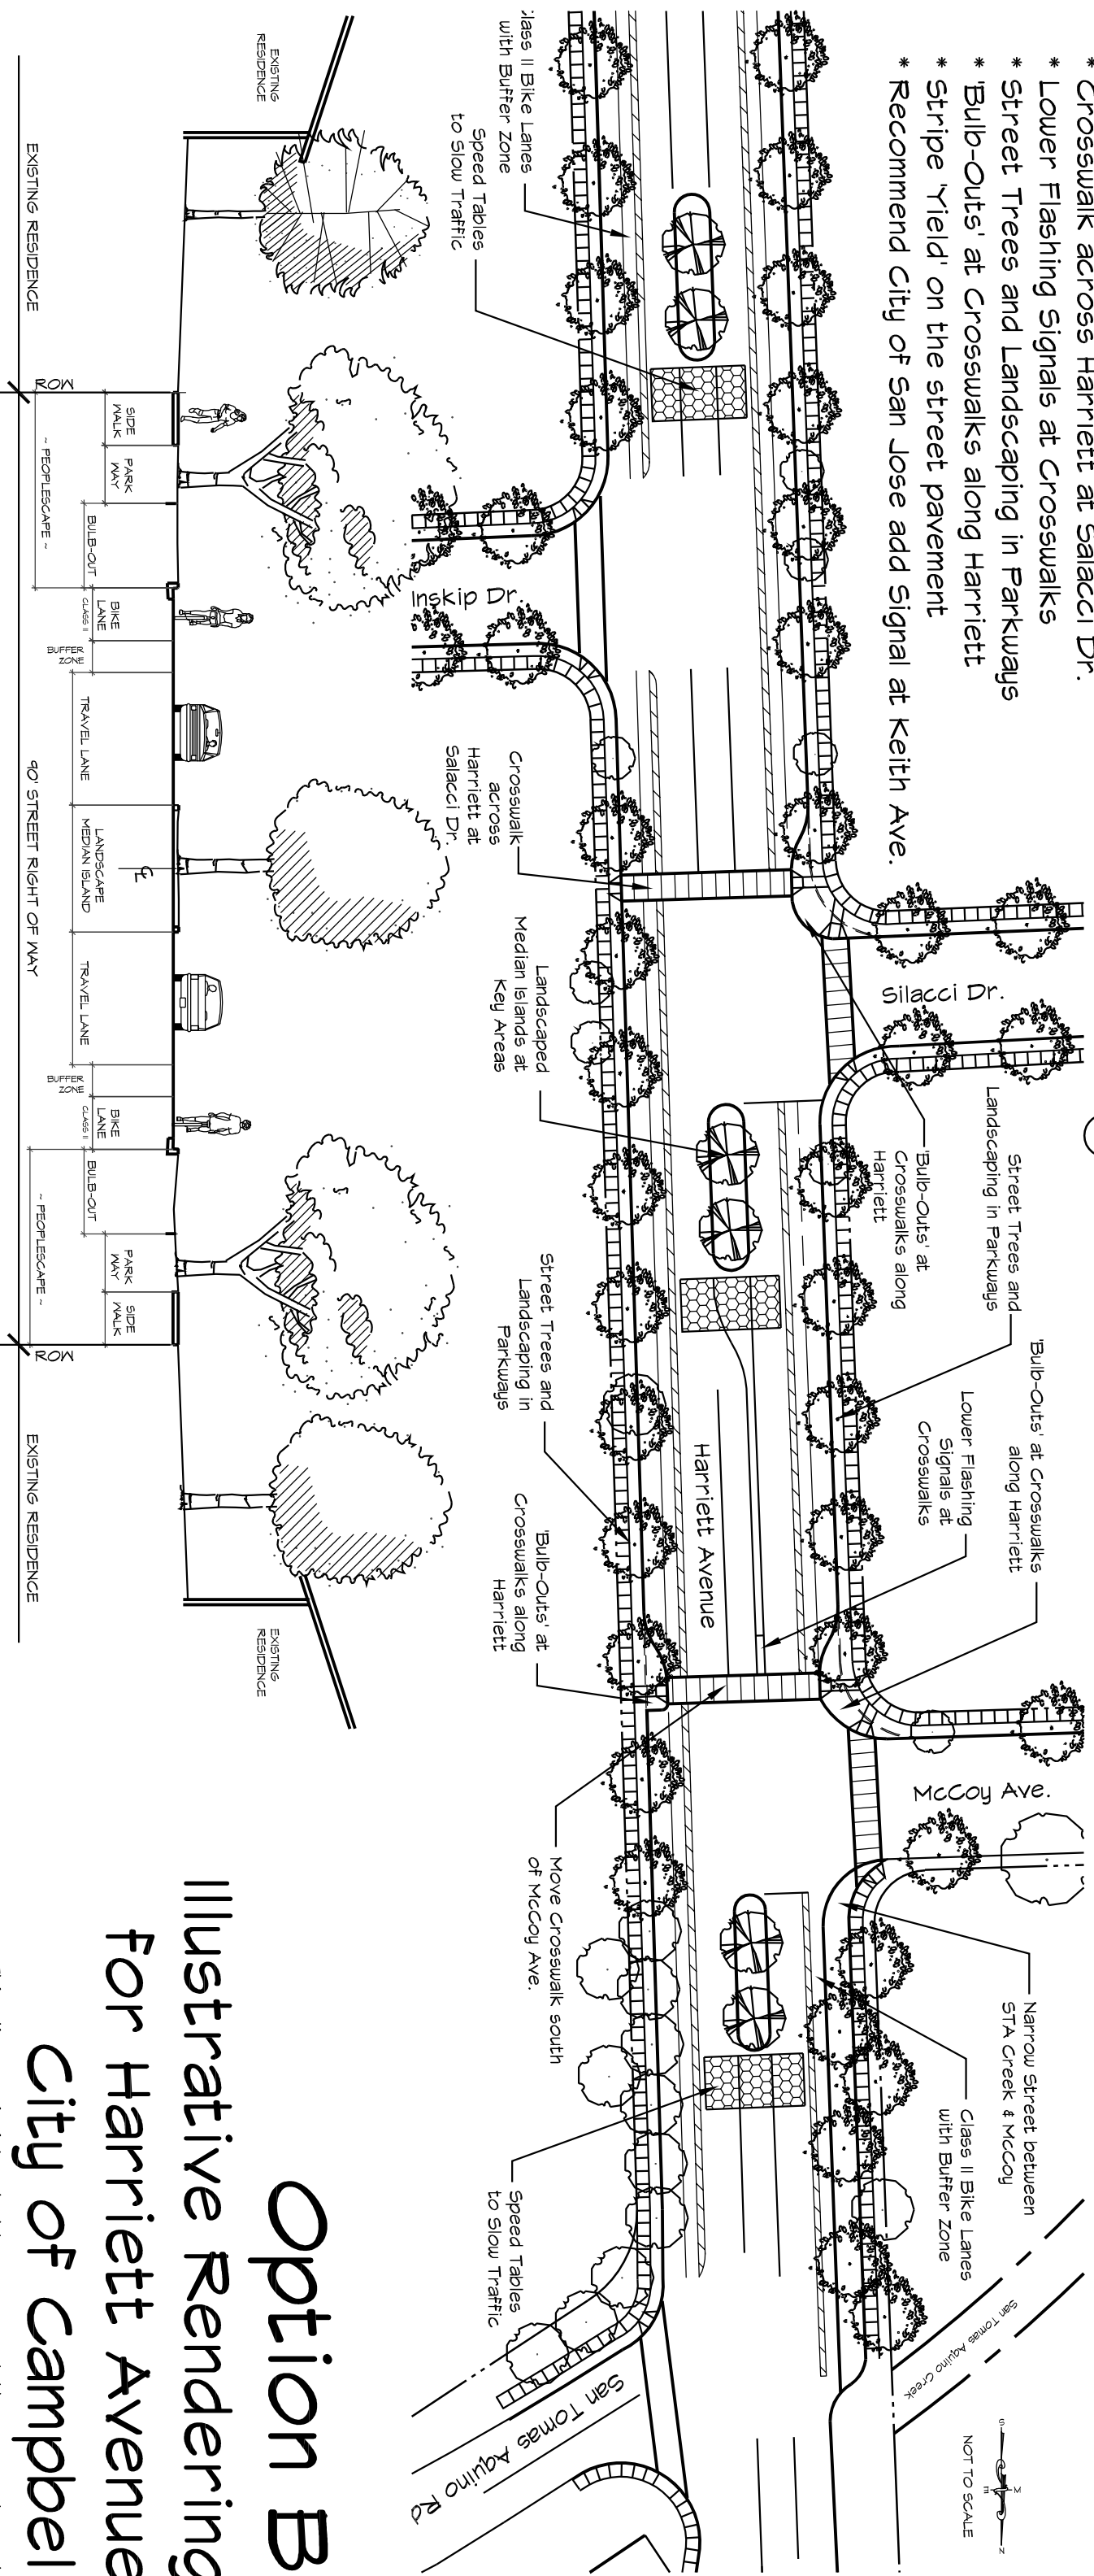 * Crosswalk across Harriett at Salacci Dr.
* Lower Flashing Signals at Crosswalks
* Street Trees and Landscaping in Parkways
* 'Bulb-Outs' at Crosswalks along Harriett
* Stripe 'Yield' on the street pavement
* Recommend City of San Jose add Signal at Keith Ave.
Silacci Dr.
Street Trees and
Landscaping in Parkways
'Bulb-Outs' at
Crosswalks along
Harriett
'Bulb-Outs' at Crosswalks
along Harriett
Lower Flashing
Signals at
Crosswalks
McCoy Ave.
Narrow Street between
STA Creek & McCoy
Class II Bike Lanes
with Buffer Zone
San Tomas Aquino Creek
S
W
E
N
NOT TO SCALE
Harriett Avenue
Class II Bike Lanes
with Buffer Zone
Speed Tables
to Slow Traffic
Inskip Dr.
Crosswalk
across
Harriett at
Salacci Dr.
Landscaped
Median Islands at
Key Areas
Street Trees and
Landscaping in
Parkways
'Bulb-Outs' at
Crosswalks along
Harriett
Move Crosswalk south
of McCoy Ave.
Speed Tables
to Slow Traffic
San Tomas Aquino Rd
EXISTING
RESIDENCE
EXISTING
RESIDENCE
EXISTING RESIDENCE
ROW
SIDE
WALK
PARK
WAY
~ PEOPLESCAPE ~
BULB-OUT
BIKE
LANE
CLASS II
BUFFER
ZONE
TRAVEL LANE
LANDSCAPE
MEDIAN ISLAND
TRAVEL LANE
BUFFER
ZONE
BIKE
LANE
CLASS II
BULB-OUT
~ PEOPLESCAPE ~
PARK
WAY
SIDE
WALK
ROW
90' STREET RIGHT OF WAY
EXISTING RESIDENCE
Option B
Illustrative Rendering
for Harriett Avenue
City of Campbel